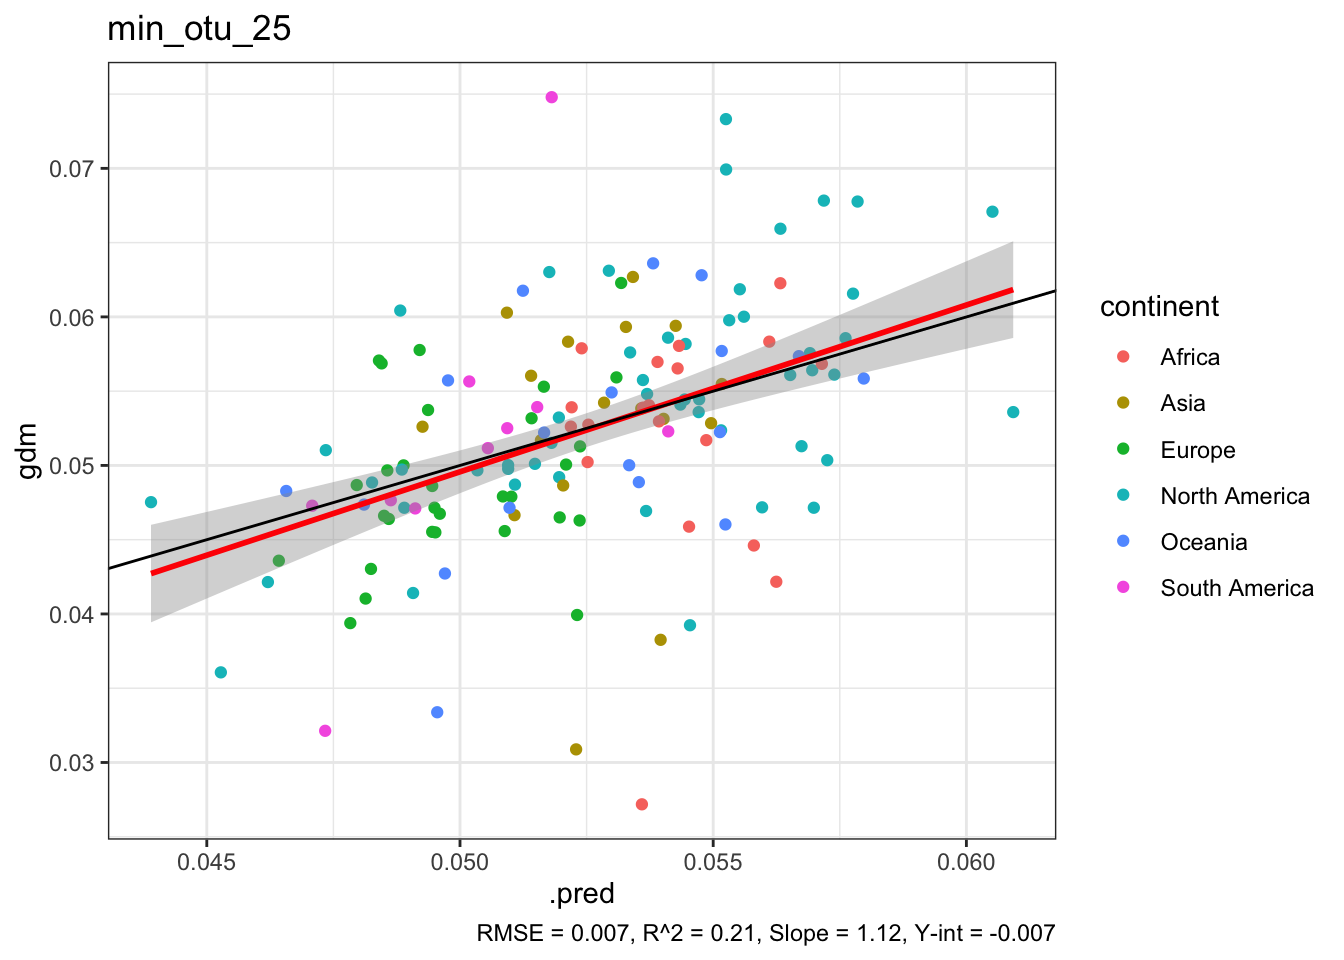 min_otu_25
gdm
0.07
0.06
0.05
0.04
0.03
0.045 0.050 0.055 0.060
.pred
continent
Africa
Asia
Europe
North America
Oceania
South America
RMSE = 0.007, R^2 = 0.21, Slope = 1.12, Y-int = -0.007